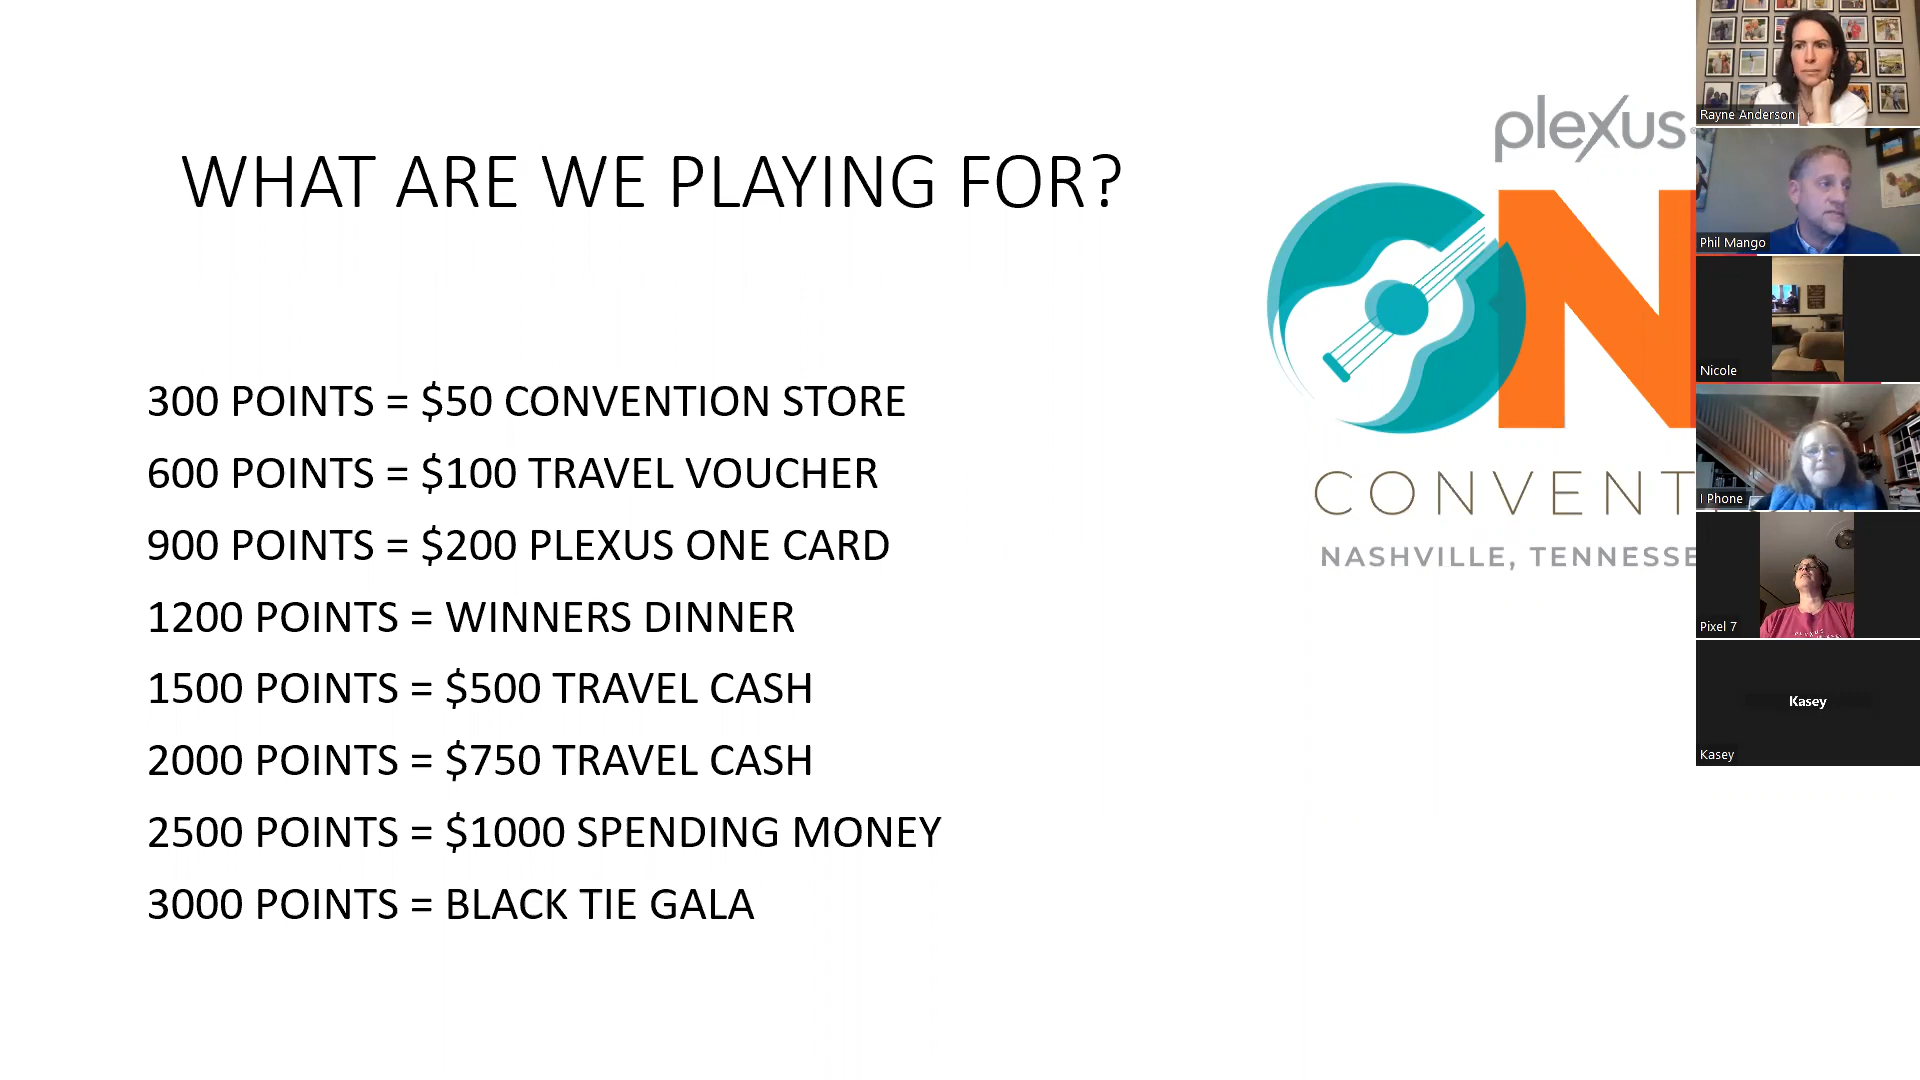 WHAT ARE WE PLAYING FOR?
300 POINTS = $50 CONVENTION STORE
600 POINTS = $100 TRAVEL VOUCHER
900 POINTS = $200 PLEXUS ONE CARD
1200 POINTS = WINNERS DINNER
1500 POINTS = $500 TRAVEL CASH
2000 POINTS = $750 TRAVEL CASH
2500 POINTS = $1000 SPENDING MONEY
3000 POINTS = BLACK TIE GALA
plexus
ON
CONVENT
NASHVILLE, TENNESSE
Rayne Anderson
Phil Mango
Nicole
I Phone
Pixel 7
Kasey
Kasey